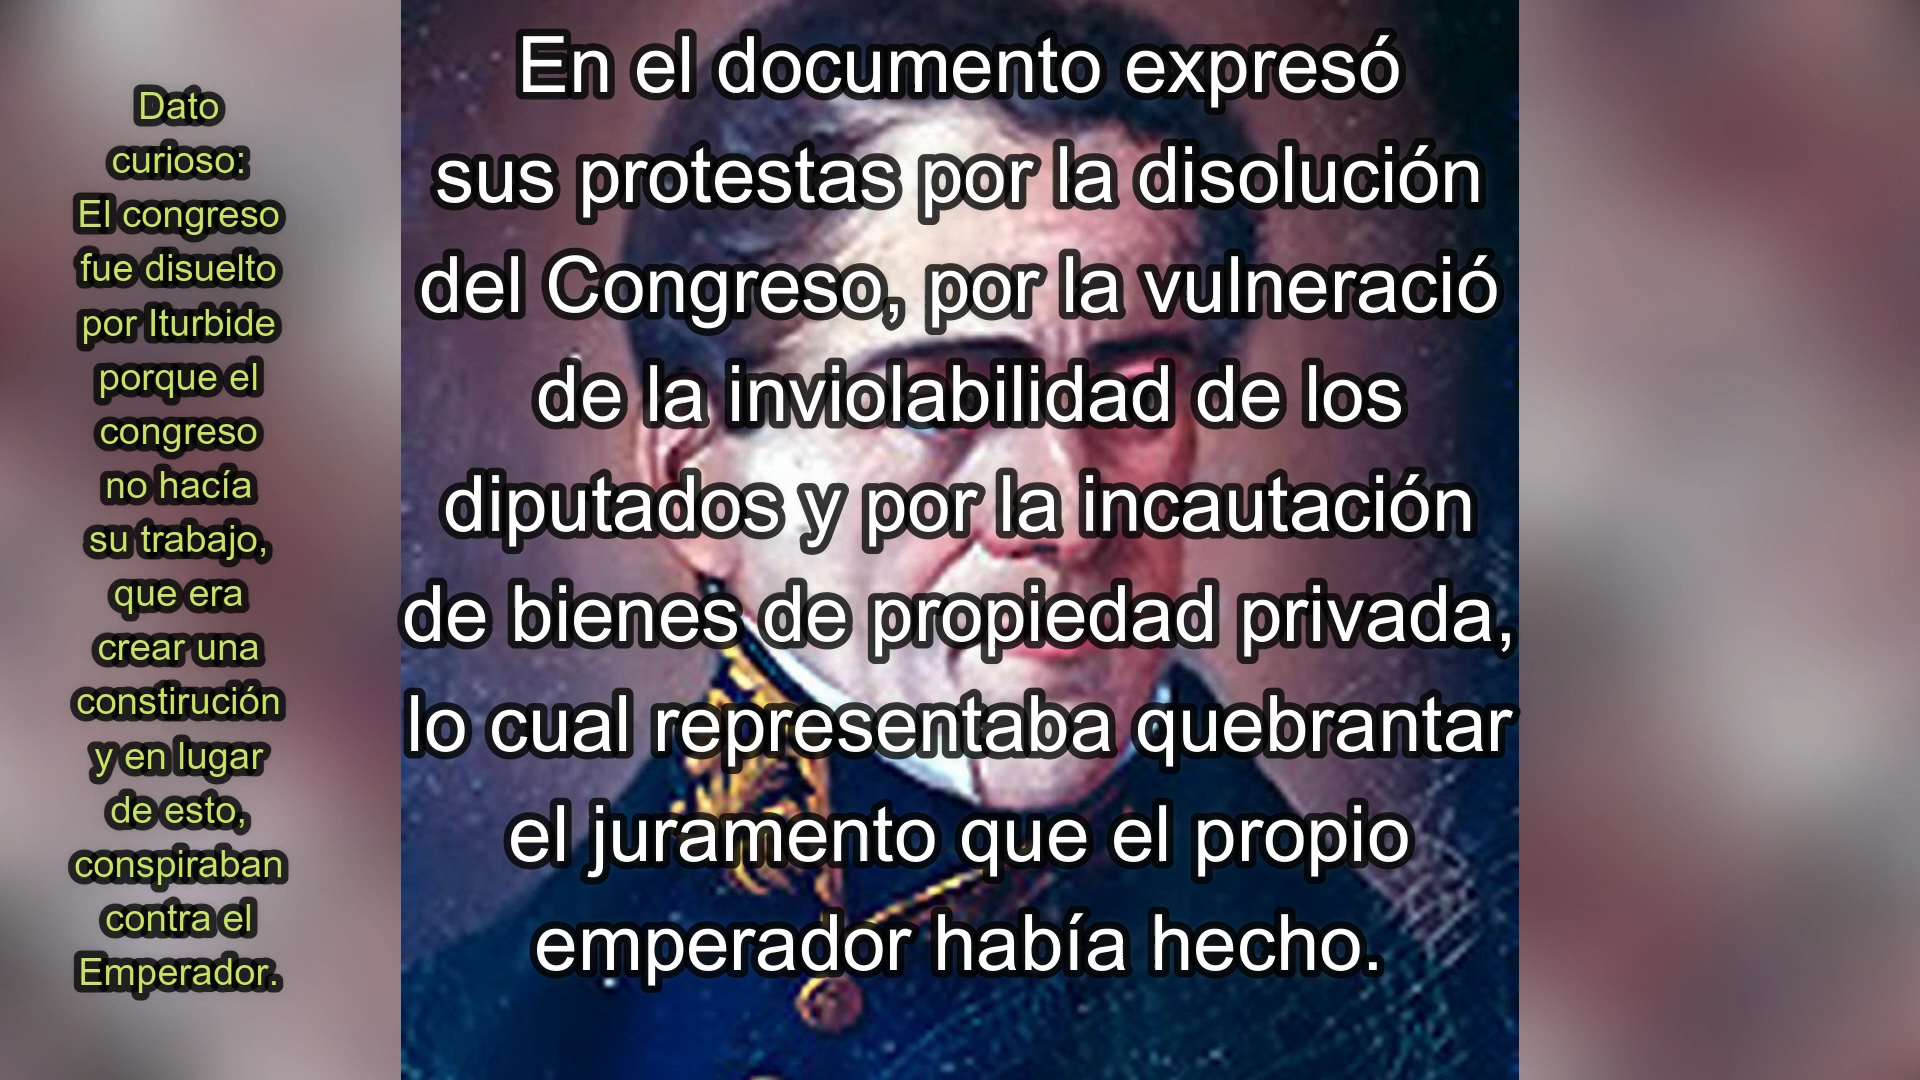 Dato
curioso:
El congreso
fue disuelto
por Iturbide
porque el
congreso
no hacía
su trabajo,
que era
crear una
constirución
y en lugar
de esto,
conspiraban
contra el
Emperador.
En el documento expresó
sus protestas por la disolución
del Congreso, por la vulneració
de la inviolabilidad de los
diputados y por la incautación
de bienes de propiedad privada,
lo cual representaba quebrantar
el juramento que el propio
emperador había hecho.